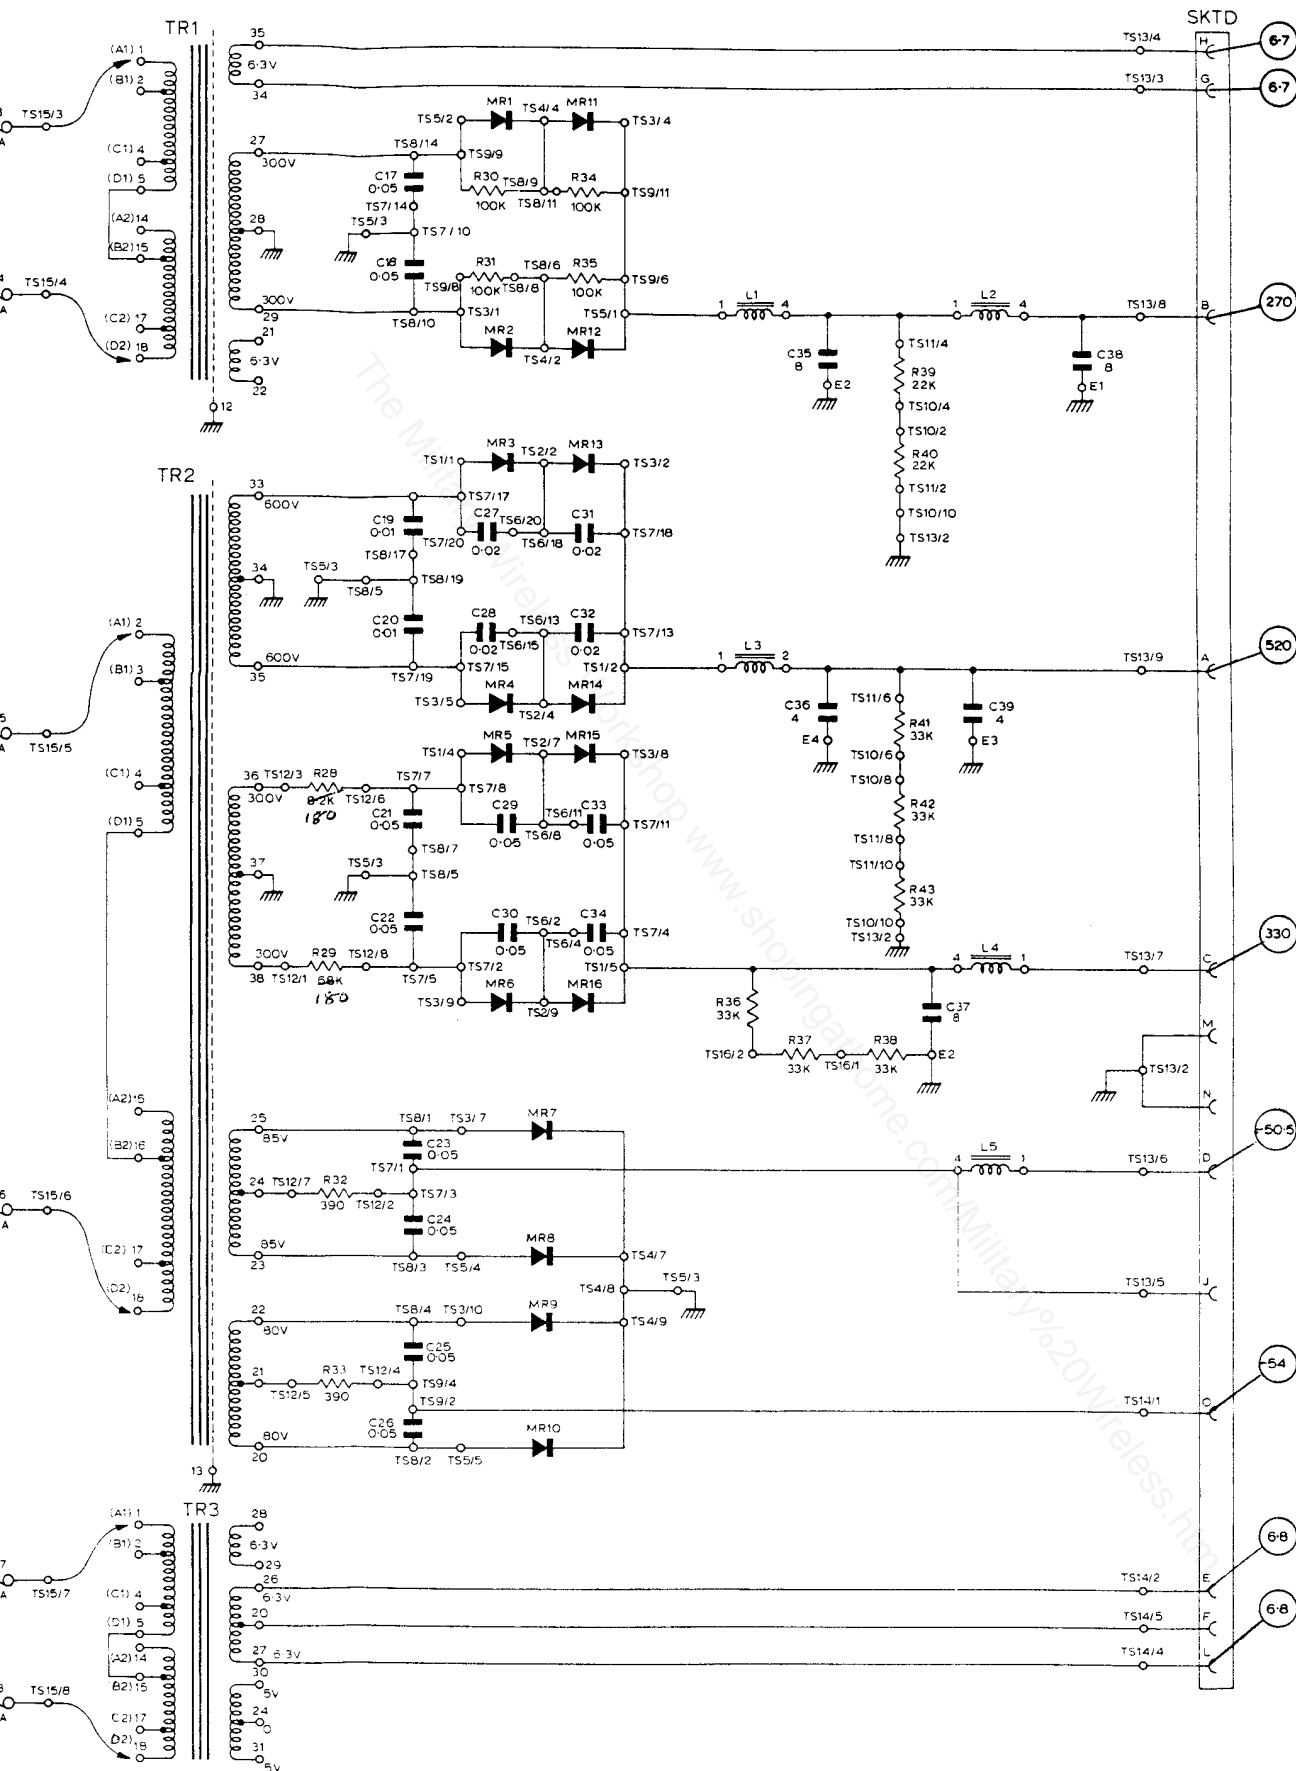 TR1
SKTD
35
6·3V
34
TS13/4
H
6·7
TS13/3
G
6·7
(A1) 1
(B1) 2
TS15/3
A
(C1) 4
(D1) 5
(A2) 14
(B2) 15
TS15/4
A
(C2) 17
(D2) 18
27
300V
28
300V
29
21
6·3V
22
12
TS8/14
C17
0·05
TS7/14
TS5/3
TS7/10
C18
0·05
TS8/10
TS5/2
MR1
TS4/4
MR11
TS3/4
TS9/9
R30
100K
TS8/9
TS8/11
R34
100K
TS9/11
TS9/8
R31
100K
TS8/6
TS8/8
R35
100K
TS9/6
TS3/1
TS5/1
MR2
TS4/2
MR12
1
L1
4
C35
8
E2
TS11/4
R39
22K
TS10/4
TS10/2
R40
22K
TS11/2
TS10/10
TS13/2
1
L2
4
C38
8
E1
TS13/8
B
270
TR2
33
600V
34
600V
35
C19
0·01
TS8/17
TS5/3
TS8/5
TS8/19
C20
0·01
TS7/19
TS1/1
MR3
TS2/2
MR13
TS3/2
TS7/17
C27
0·02
TS7/20
TS6/20
TS6/18
C31
0·02
TS7/18
C28
0·02
TS6/13
TS6/15
C32
0·02
TS7/13
TS7/15
TS1/2
TS3/5
MR4
TS2/4
MR14
1
L3
2
C36
4
E4
TS11/6
R41
33K
TS10/6
TS10/8
R42
33K
TS11/8
TS11/10
R43
33K
TS10/10
TS13/2
C39
4
E3
TS13/9
A
520
(A1) 2
(B1) 3
TS15/5
A
(C1) 4
(D1) 5
36
300V
TS12/3
R28
8·2K
180
TS12/6
TS7/7
C21
0·05
TS8/7
TS5/3
TS8/5
37
C22
0·05
300V
38
TS12/1
R29
68K
180
TS12/8
TS7/5
TS1/4
MR5
TS2/7
MR15
TS3/8
TS7/8
C29
0·05
TS6/11
TS6/8
C33
0·05
TS7/11
C30
0·05
TS6/2
TS6/4
C34
0·05
TS7/4
TS7/2
TS1/5
TS3/9
MR6
TS2/9
MR16
R36
33K
TS16/2
R37
33K
TS16/1
R38
33K
C37
8
E2
4
L4
1
TS13/7
C
330
M
TS13/2
N
(A2) 15
(B2) 16
TS15/6
A
(C2) 17
(D2) 18
25
85V
24
TS12/7
R32
390
TS12/2
85V
23
TS8/1
TS3/7
MR7
C23
0·05
TS7/1
TS7/3
C24
0·05
TS8/3
TS5/4
MR8
TS4/7
TS4/8
TS5/3
TS4/9
4
L5
1
TS13/6
D
-50·5
TS13/5
J
22
80V
21
TS12/5
R33
390
TS12/4
80V
20
TS8/4
TS3/10
MR9
C25
0·05
TS9/4
TS9/2
C26
0·05
TS8/2
TS5/5
MR10
TS14/1
O
-54
13
TR3
(A1) 1
(B1) 2
TS15/7
A
(C1) 4
(D1) 5
(A2) 14
(B2) 15
TS15/8
A
(C2) 17
(D2) 18
28
6·3V
29
26
6·3V
20
27
6·3V
30
5V
24
0
31
5V
TS14/2
E
6·8
TS14/5
F
TS14/4
L
6·8
The Military Wireless Workshop www.shopingathome.com/Military%20Wireless.htm